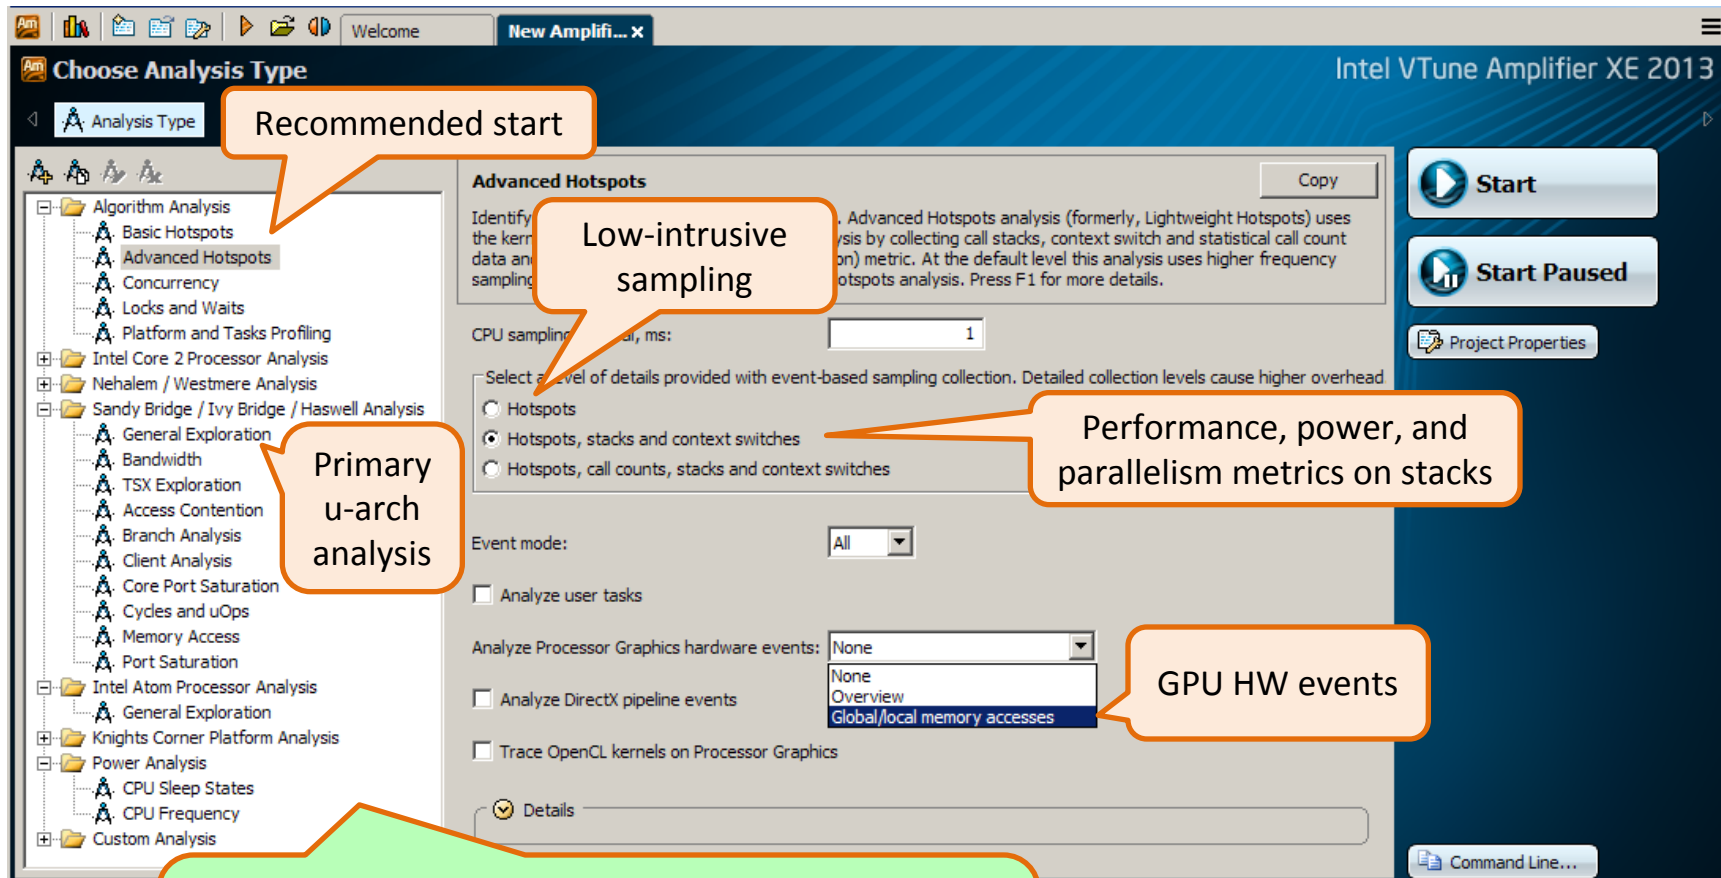 Am
Welcome
New Amplifi... x
Am
Choose Analysis Type
Intel VTune Amplifier XE 2013
Analysis Type
Recommended start
Algorithm Analysis
Basic Hotspots
Advanced Hotspots
Concurrency
Locks and Waits
Platform and Tasks Profiling
Intel Core 2 Processor Analysis
Nehalem / Westmere Analysis
Sandy Bridge / Ivy Bridge / Haswell Analysis
General Exploration
Bandwidth
TSX Exploration
Access Contention
Branch Analysis
Client Analysis
Core Port Saturation
Cycles and uOps
Memory Access
Port Saturation
Intel Atom Processor Analysis
General Exploration
Knights Corner Platform Analysis
Power Analysis
CPU Sleep States
CPU Frequency
Custom Analysis
Primary
u-arch
analysis
Advanced Hotspots
Copy
Identify . Advanced Hotspots analysis (formerly, Lightweight Hotspots) uses
the by collecting call stacks, context switch and statistical call count
data metric. At the default level this analysis uses higher frequency
sampling analysis. Press F1 for more details.
Low-intrusive
sampling
CPU sampling ms:
1
Select a level of details provided with event-based sampling collection. Detailed collection levels cause higher overhead
Hotspots
Hotspots, stacks and context switches
Hotspots, call counts, stacks and context switches
Performance, power, and
parallelism metrics on stacks
Event mode:
All
Analyze user tasks
Analyze Processor Graphics hardware events:
None
None
Overview
Global/local memory accesses
GPU HW events
Analyze DirectX pipeline events
Trace OpenCL kernels on Processor Graphics
Details
Start
Start Paused
Project Properties
Command Line...